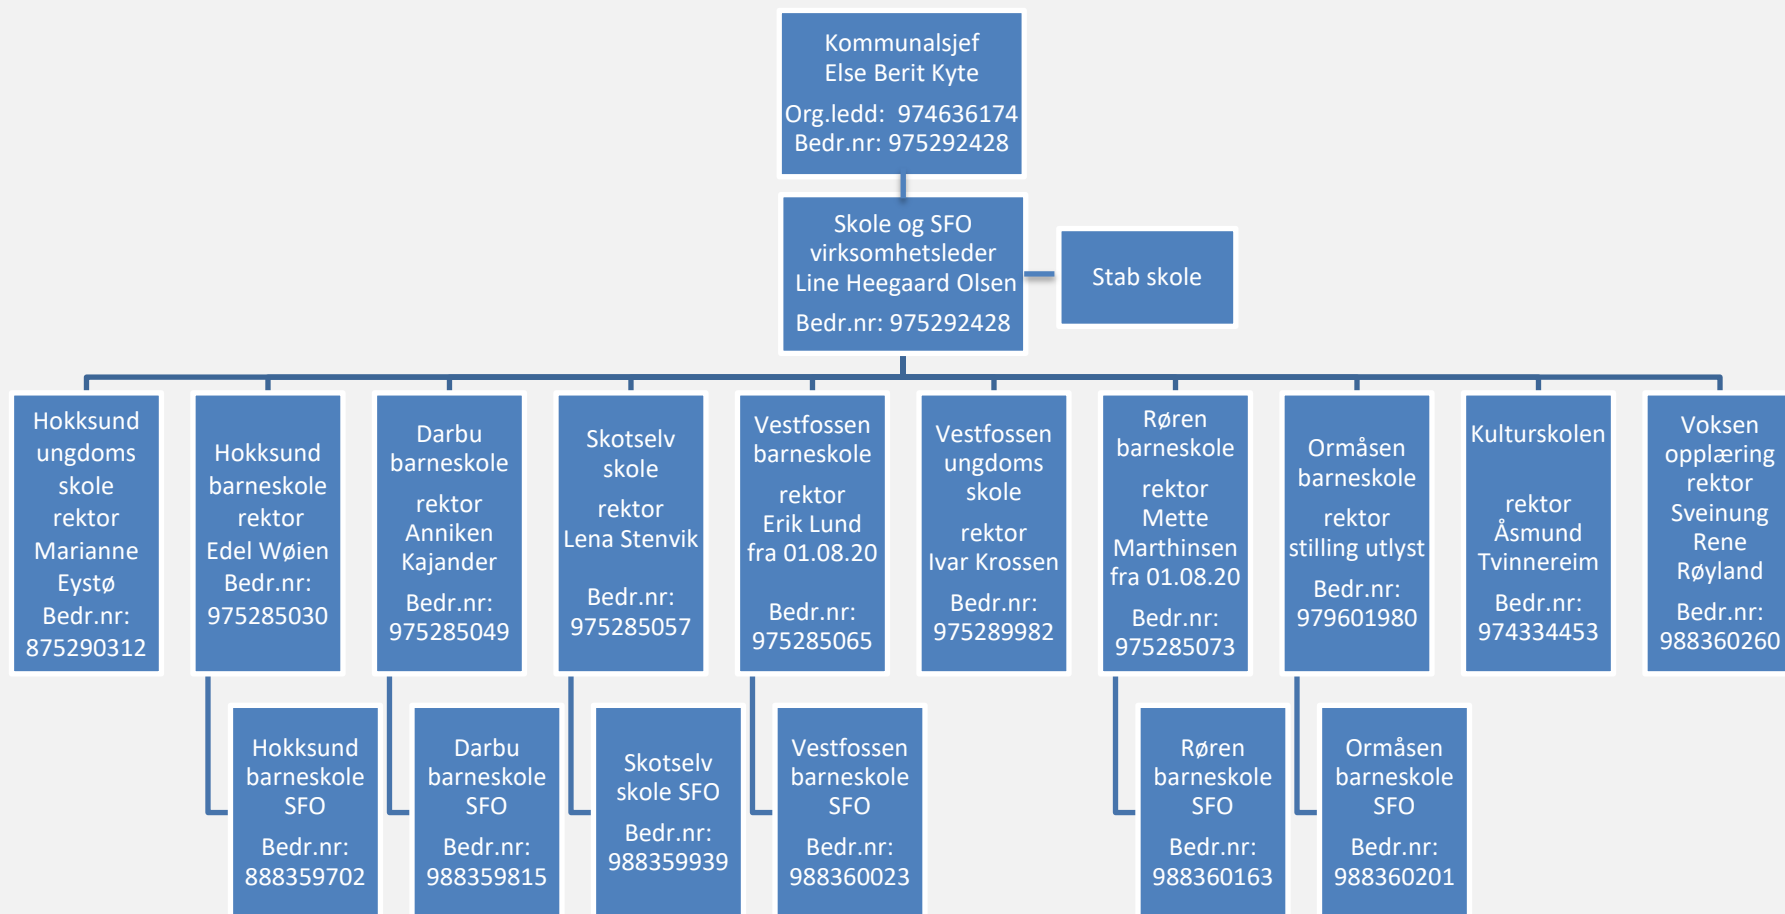 Kommunalsjef
Else Berit Kyte
Org.ledd: 974636174
Bedr.nr: 975292428
Skole og SFO
virksomhetsleder
Line Heegaard Olsen
Bedr.nr: 975292428
Stab skole
Hokksund
ungdoms
skole
rektor
Marianne
Eystø
Bedr.nr:
875290312
Hokksund
barneskole
rektor
Edel Wøien
Bedr.nr:
975285030
Darbu
barneskole
rektor
Anniken
Kajander
Bedr.nr:
975285049
Skotselv
skole
rektor
Lena Stenvik
Bedr.nr:
975285057
Vestfossen
barneskole
rektor
Erik Lund
fra 01.08.20
Bedr.nr:
975285065
Vestfossen
ungdoms
skole
rektor
Ivar Krossen
Bedr.nr:
975289982
Røren
barneskole
rektor
Mette
Marthinsen
fra 01.08.20
Bedr.nr:
975285073
Ormåsen
barneskole
rektor
stilling utlyst
Bedr.nr:
979601980
Kulturskolen
rektor
Åsmund
Tvinnereim
Bedr.nr:
974334453
Voksen
opplæring
rektor
Sveinung
Rene
Røyland
Bedr.nr:
988360260
Hokksund
barneskole
SFO
Bedr.nr:
888359702
Darbu
barneskole
SFO
Bedr.nr:
988359815
Skotselv
skole SFO
Bedr.nr:
988359939
Vestfossen
barneskole
SFO
Bedr.nr:
988360023
Røren
barneskole
SFO
Bedr.nr:
988360163
Ormåsen
barneskole
SFO
Bedr.nr:
988360201